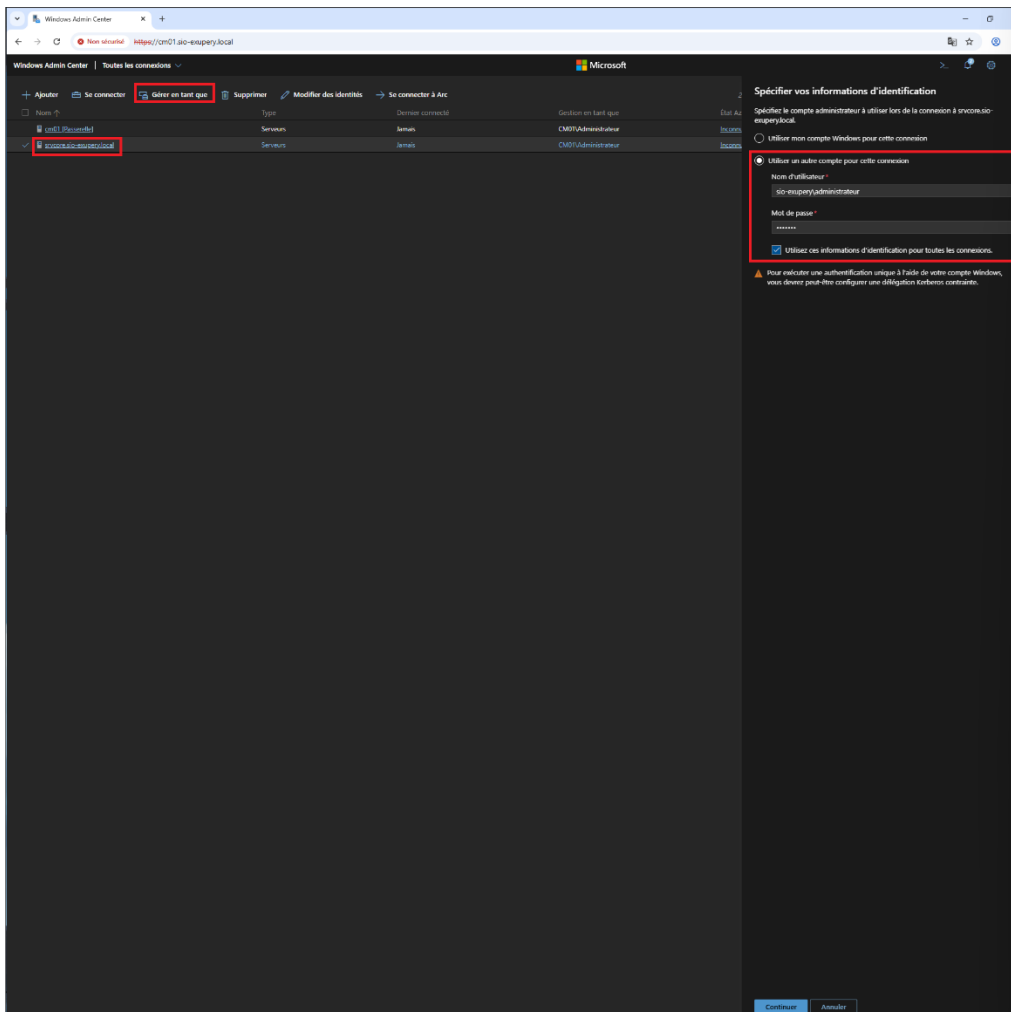 Windows Admin Center
Non sécurisé https://cm01.sio-exupery.local
Windows Admin Center | Toutes les connexions
Microsoft
Ajouter Se connecter Gérer en tant que Supprimer Modifier des identités Se connecter à Arc
Nom Type Dernier connecté Gestion en tant que État Az
cm01 [Passerelle] Serveurs Jamais CM01\Administrateur Inconnu
srvcore.sio-exupery.local Serveurs Jamais CM01\Administrateur Inconnu
Spécifier vos informations d'identification
Spécifiez le compte administrateur à utiliser lors de la connexion à srvcore.sio-
exupery.local.
Utiliser mon compte Windows pour cette connexion
Utiliser un autre compte pour cette connexion
Nom d'utilisateur *
sio-exupery\administrateur
Mot de passe *
•••••••
Utilisez ces informations d'identification pour toutes les connexions.
Pour exécuter une authentification unique à l'aide de votre compte Windows,
vous devrez peut-être configurer une délégation Kerberos contrainte.
Continuer Annuler